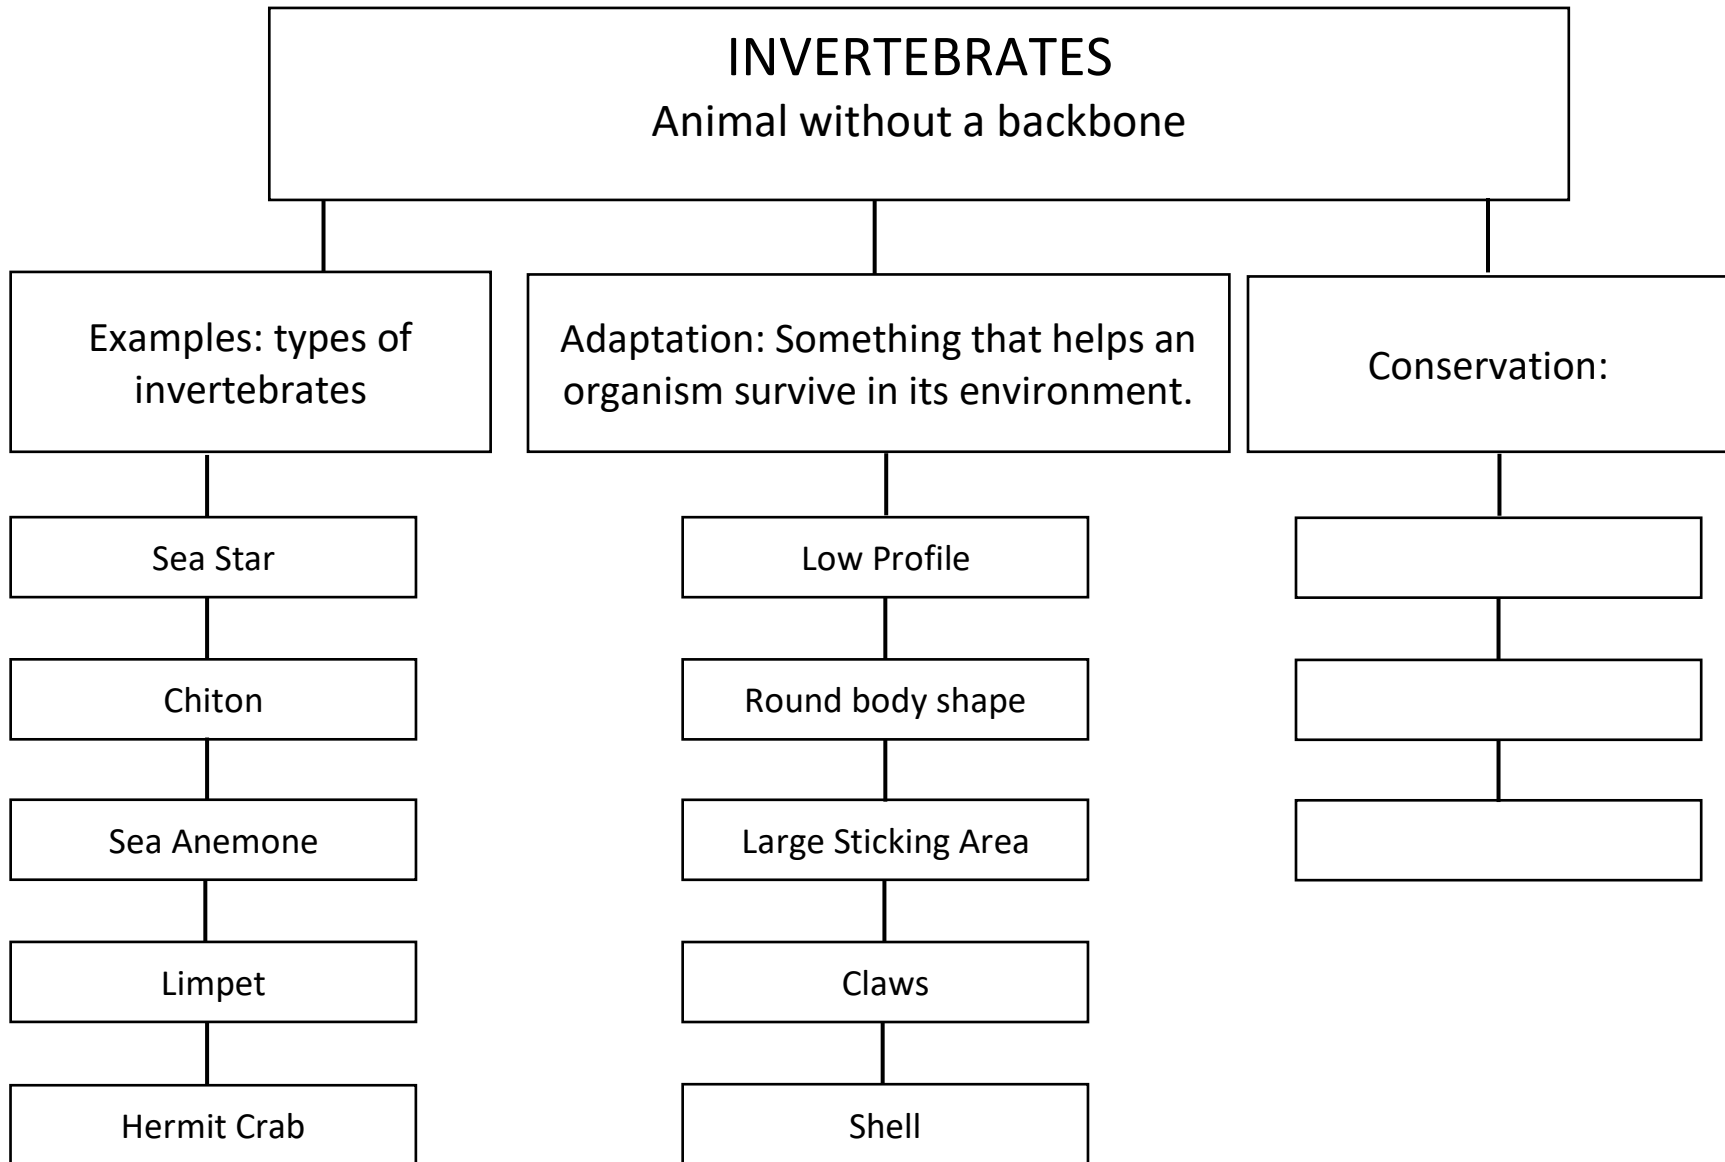 INVERTEBRATES
Animal without a backbone
Examples: types of
invertebrates
Sea Star
Chiton
Sea Anemone
Limpet
Hermit Crab
Adaptation: Something that helps an
organism survive in its environment.
Low Profile
Round body shape
Large Sticking Area
Claws
Shell
Conservation: